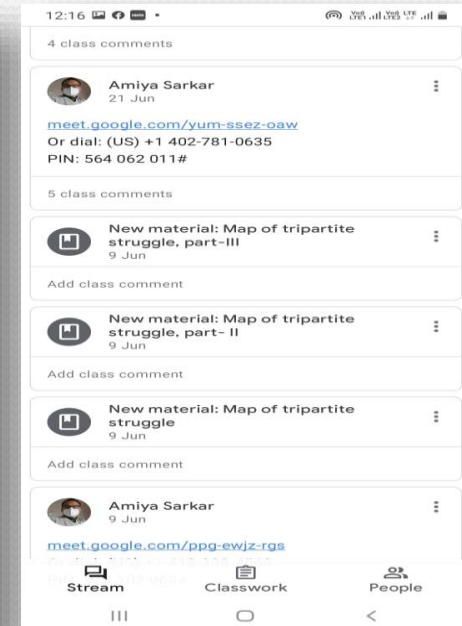 12:16
4 class comments
Amiya Sarkar
21 Jun
meet.google.com/yum-ssez-oaw
Or dial: (US) +1 402-781-0635
PIN: 564 062 011#
5 class comments
New material: Map of tripartite
struggle, part-III
9 Jun
Add class comment
New material: Map of tripartite
struggle, part- II
9 Jun
Add class comment
New material: Map of tripartite
struggle
9 Jun
Add class comment
Amiya Sarkar
9 Jun
meet.google.com/ppg-ewjz-rgs
Stream Classwork People